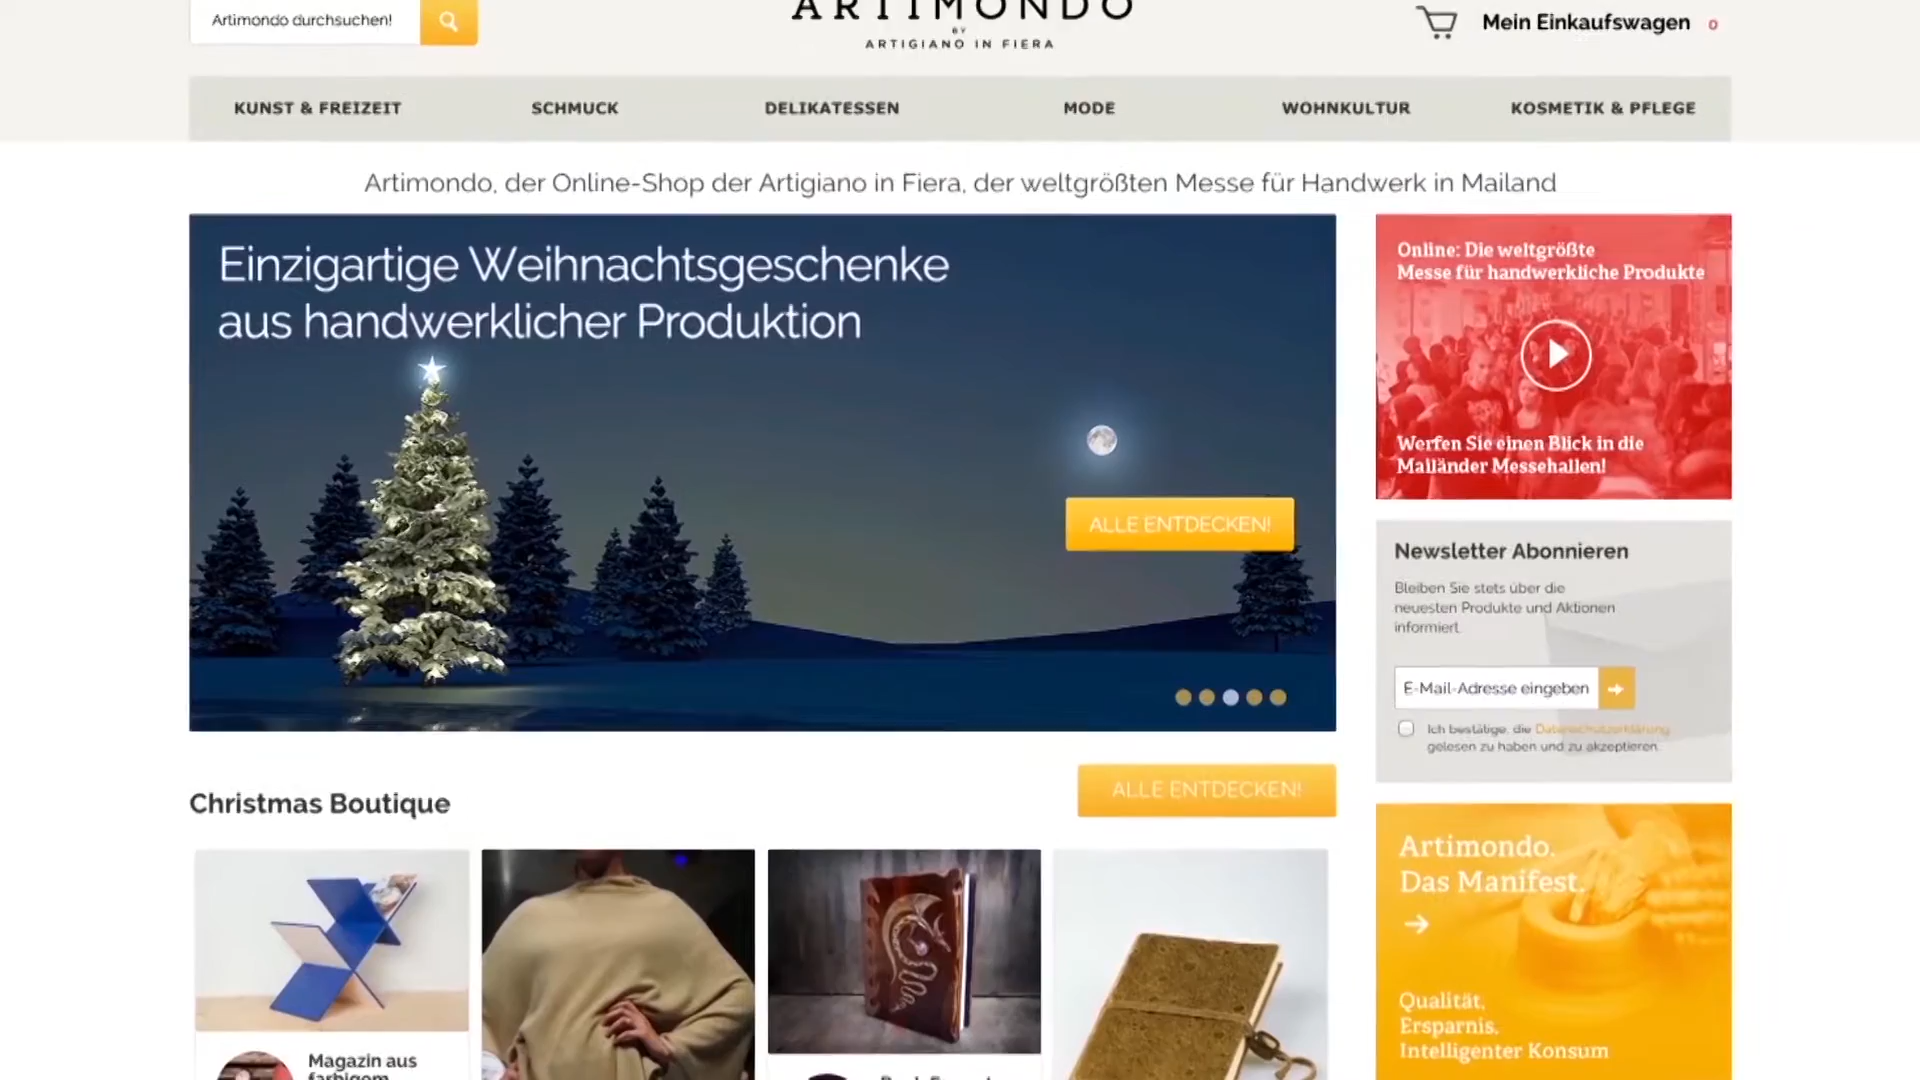 Artimondo durchsuchen!
ARTIMONDO
BY
ARTIGIANO IN FIERA
Mein Einkaufswagen 0
KUNST & FREIZEIT SCHMUCK DELIKATESSEN MODE WOHNKULTUR KOSMETIK & PFLEGE
Artimondo, der Online-Shop der Artigiano in Fiera, der weltgrößten Messe für Handwerk in Mailand
Einzigartige Weihnachtsgeschenke
aus handwerklicher Produktion
ALLE ENTDECKEN!
Online: Die weltgrößte
Messe für handwerkliche Produkte
Werfen Sie einen Blick in die
Mailänder Messehallen!
Newsletter Abonnieren
Bleiben Sie stets über die
neuesten Produkte und Aktionen
informiert.
E-Mail-Adresse eingeben
Ich bestätige, die Datenschutzerklärung
gelesen zu haben und zu akzeptieren.
Christmas Boutique
ALLE ENTDECKEN!
Artimondo.
Das Manifest.
Qualität,
Ersparnis,
Intelligenter Konsum
Magazin aus
farbigem